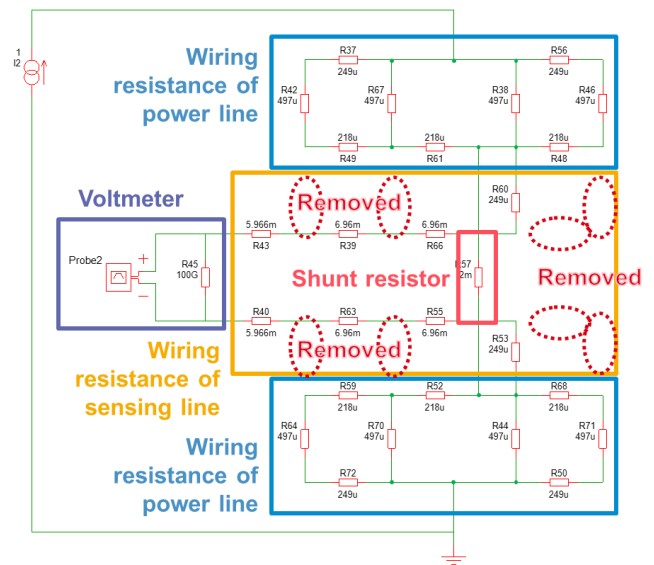 1
I2
Wiring
resistance of
power line
R37
249u
R56
249u
R42
497u
R67
497u
R38
497u
R46
497u
218u
R49
218u
R61
218u
R48
Voltmeter
Removed
R60
249u
5.966m
R43
6.96m
R39
6.96m
R66
Probe2
+
−
R45
100G
Shunt resistor
R57
2m
Removed
R40
5.966m
R63
6.96m
R55
6.96m
Removed
R53
249u
Wiring
resistance of
sensing line
R59
218u
R52
218u
R68
218u
R64
497u
R70
497u
R44
497u
R71
497u
Wiring
resistance of
power line
R72
249u
R50
249u